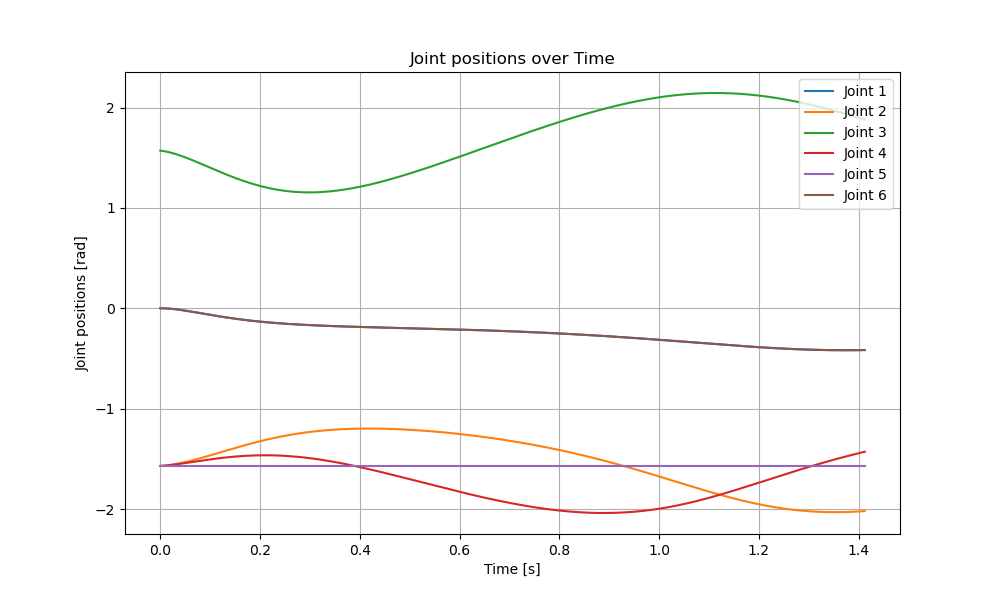 Joint positions over Time
Joint positions [rad]
2
1
0
−1
−2
0.0 0.2 0.4 0.6 0.8 1.0 1.2 1.4
Time [s]
Joint 1
Joint 2
Joint 3
Joint 4
Joint 5
Joint 6